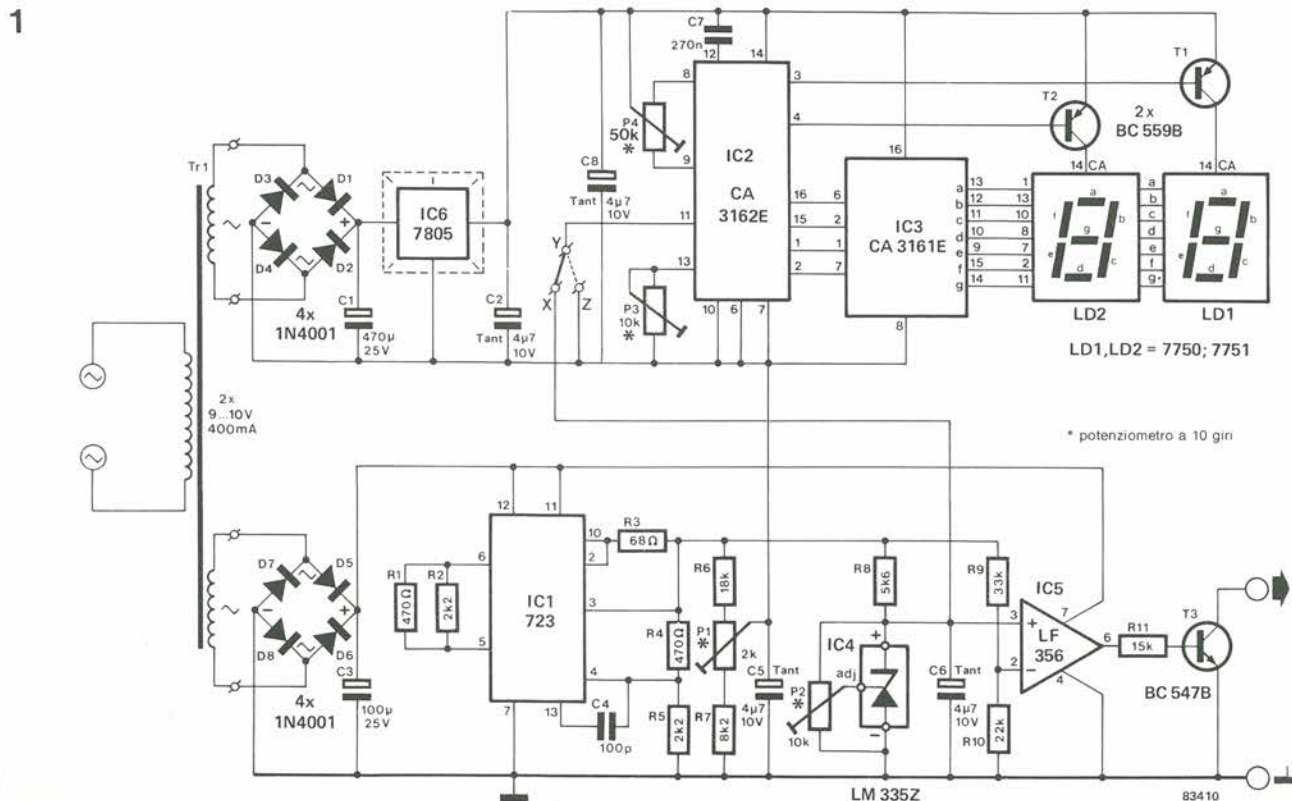 1
C7
270n
12
14
T1
T2
2x
BC 559B
8
P4
50k
*
9
3
4
IC2
CA
3162E
16
15
1
2
11
13
P3
10k
*
10
6
7
C8
Tant
4µ7
10V
Y
X
Z
16
6
2
1
7
IC3
CA 3161E
8
a 13 1
b 12 13
c 11 10
d 10 8
e 9 7
f 15 2
g 14 11
14 CA
14 CA
a
b
c
d
e
f
g
a
b
c
d
e
f
g
a
b
c
d
e
f
g
LD2
LD1
LD1,LD2 = 7750; 7751
Tr1
D3
D1
D4
D2
4x
1N4001
C1
470µ
25V
IC6
7805
C2
Tant
4µ7
10V
2x
9...10V
400mA
* potenziometro a 10 giri
D7
D5
D8
D6
4x
1N4001
C3
100µ
25V
R1
470Ω
R2
2k2
6
5
12
11
IC1
723
10
2
3
4
7
13
C4
100p
R3
68Ω
R4
470Ω
R5
2k2
R6
18k
P1
*
2k
R7
8k2
C5
Tant
4µ7
10V
R8
5k6
IC4
adj
+
−
P2
*
10k
LM 335Z
C6
Tant
4µ7
10V
R9
33k
R10
22k
IC5
LF
356
3
+
2
−
7
6
4
R11
15k
T3
BC 547B
83410